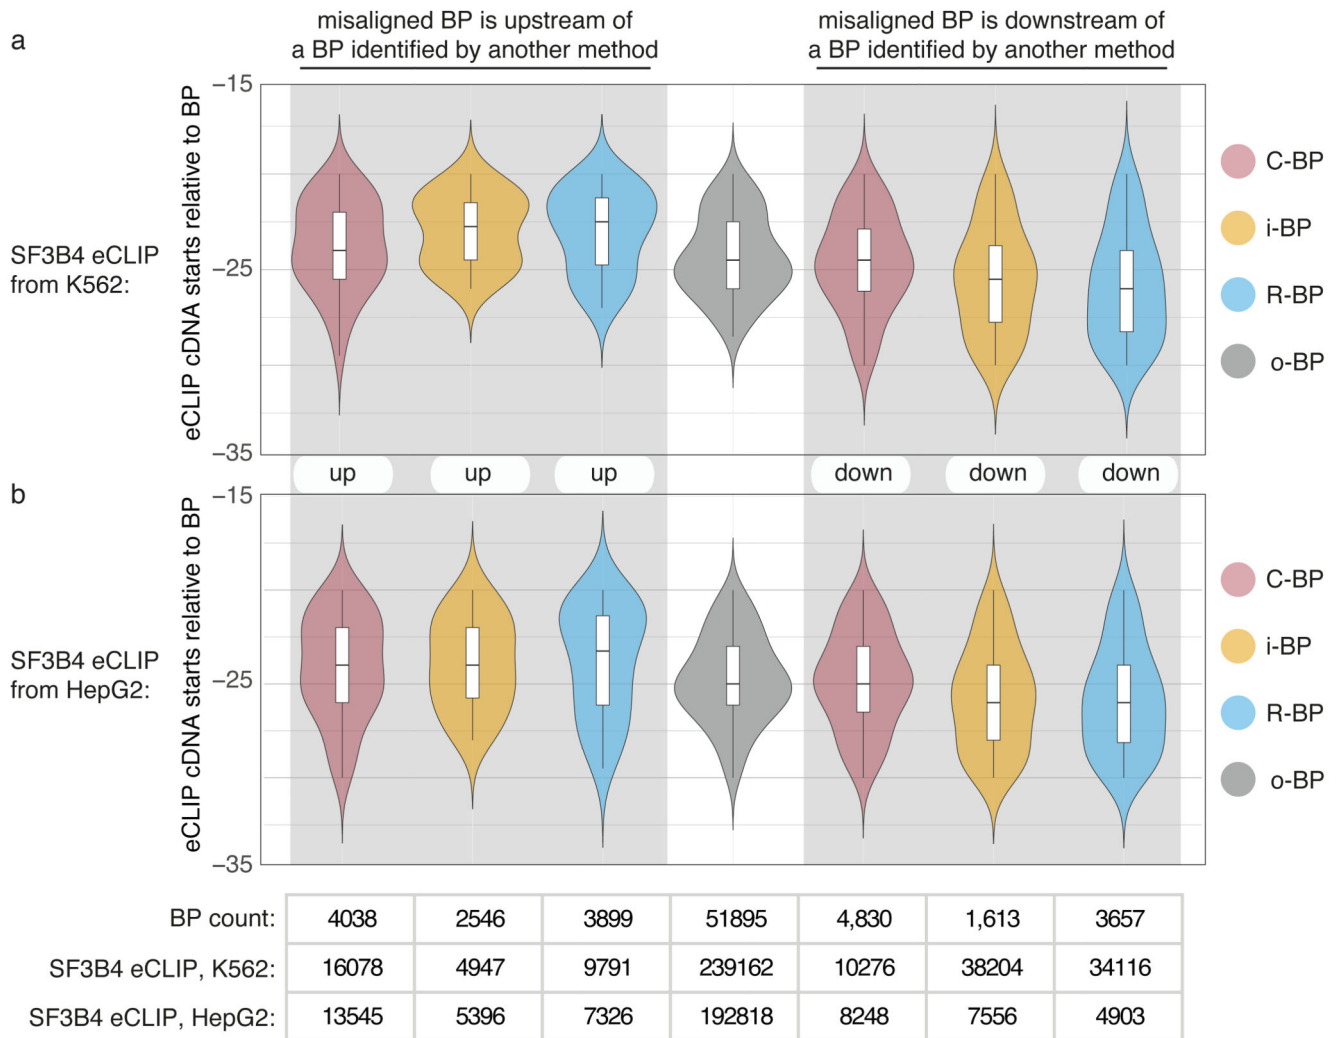 a
misaligned BP is upstream of
a BP identified by another method
misaligned BP is downstream of
a BP identified by another method
eCLIP cDNA starts relative to BP
−15
−25
−35
SF3B4 eCLIP
from K562:
C-BP
i-BP
R-BP
o-BP
up
up
up
down
down
down
b
eCLIP cDNA starts relative to BP
−15
−25
−35
SF3B4 eCLIP
from HepG2:
C-BP
i-BP
R-BP
o-BP
BP count: 4038 2546 3899 51895 4,830 1,613 3657
SF3B4 eCLIP, K562: 16078 4947 9791 239162 10276 38204 34116
SF3B4 eCLIP, HepG2: 13545 5396 7326 192818 8248 7556 4903